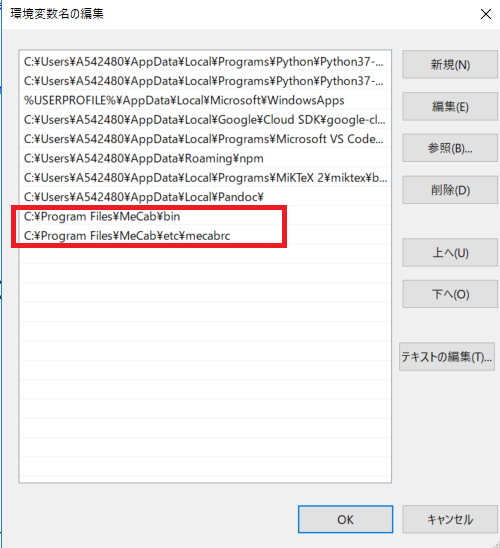 環境変数名の編集
C:¥Users¥A542480¥AppData¥Local¥Programs¥Python¥Python37-...
C:¥Users¥A542480¥AppData¥Local¥Programs¥Python¥Python37-...
%USERPROFILE%¥AppData¥Local¥Microsoft¥WindowsApps
C:¥Users¥A542480¥AppData¥Local¥Google¥Cloud SDK¥google-cl...
C:¥Users¥A542480¥AppData¥Local¥Programs¥Microsoft VS Code...
C:¥Users¥A542480¥AppData¥Roaming¥npm
C:¥Users¥A542480¥AppData¥Local¥Programs¥MiKTeX 2¥miktex¥b...
C:¥Users¥A542480¥AppData¥Local¥Pandoc¥
C:¥Program Files¥MeCab¥bin
C:¥Program Files¥MeCab¥etc¥mecabrc
新規(N)
編集(E)
参照(B)...
削除(D)
上へ(U)
下へ(O)
テキストの編集(T)...
OK
キャンセル